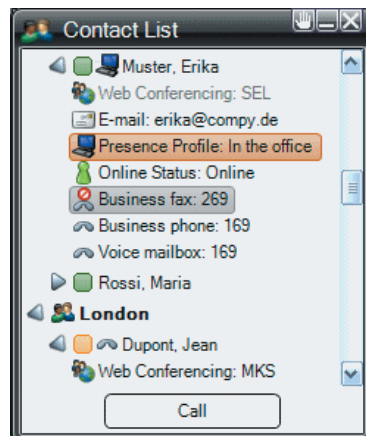 Contact List
Muster, Erika
Web Conferencing: SEL
E-mail: erika@compy.de
Presence Profile: In the office
Online Status: Online
Business fax: 269
Business phone: 169
Voice mailbox: 169
Rossi, Maria
London
Dupont, Jean
Web Conferencing: MKS
Call